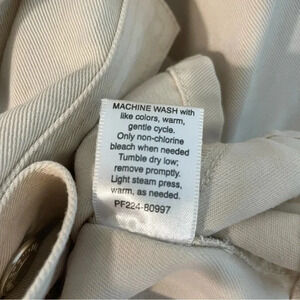 MACHINE WASH with
like colors, warm,
gentle cycle.
Only non-chlorine
bleach when needed
Tumble dry low;
remove promptly.
Light steam press,
warm, as needed.
PF224-80997